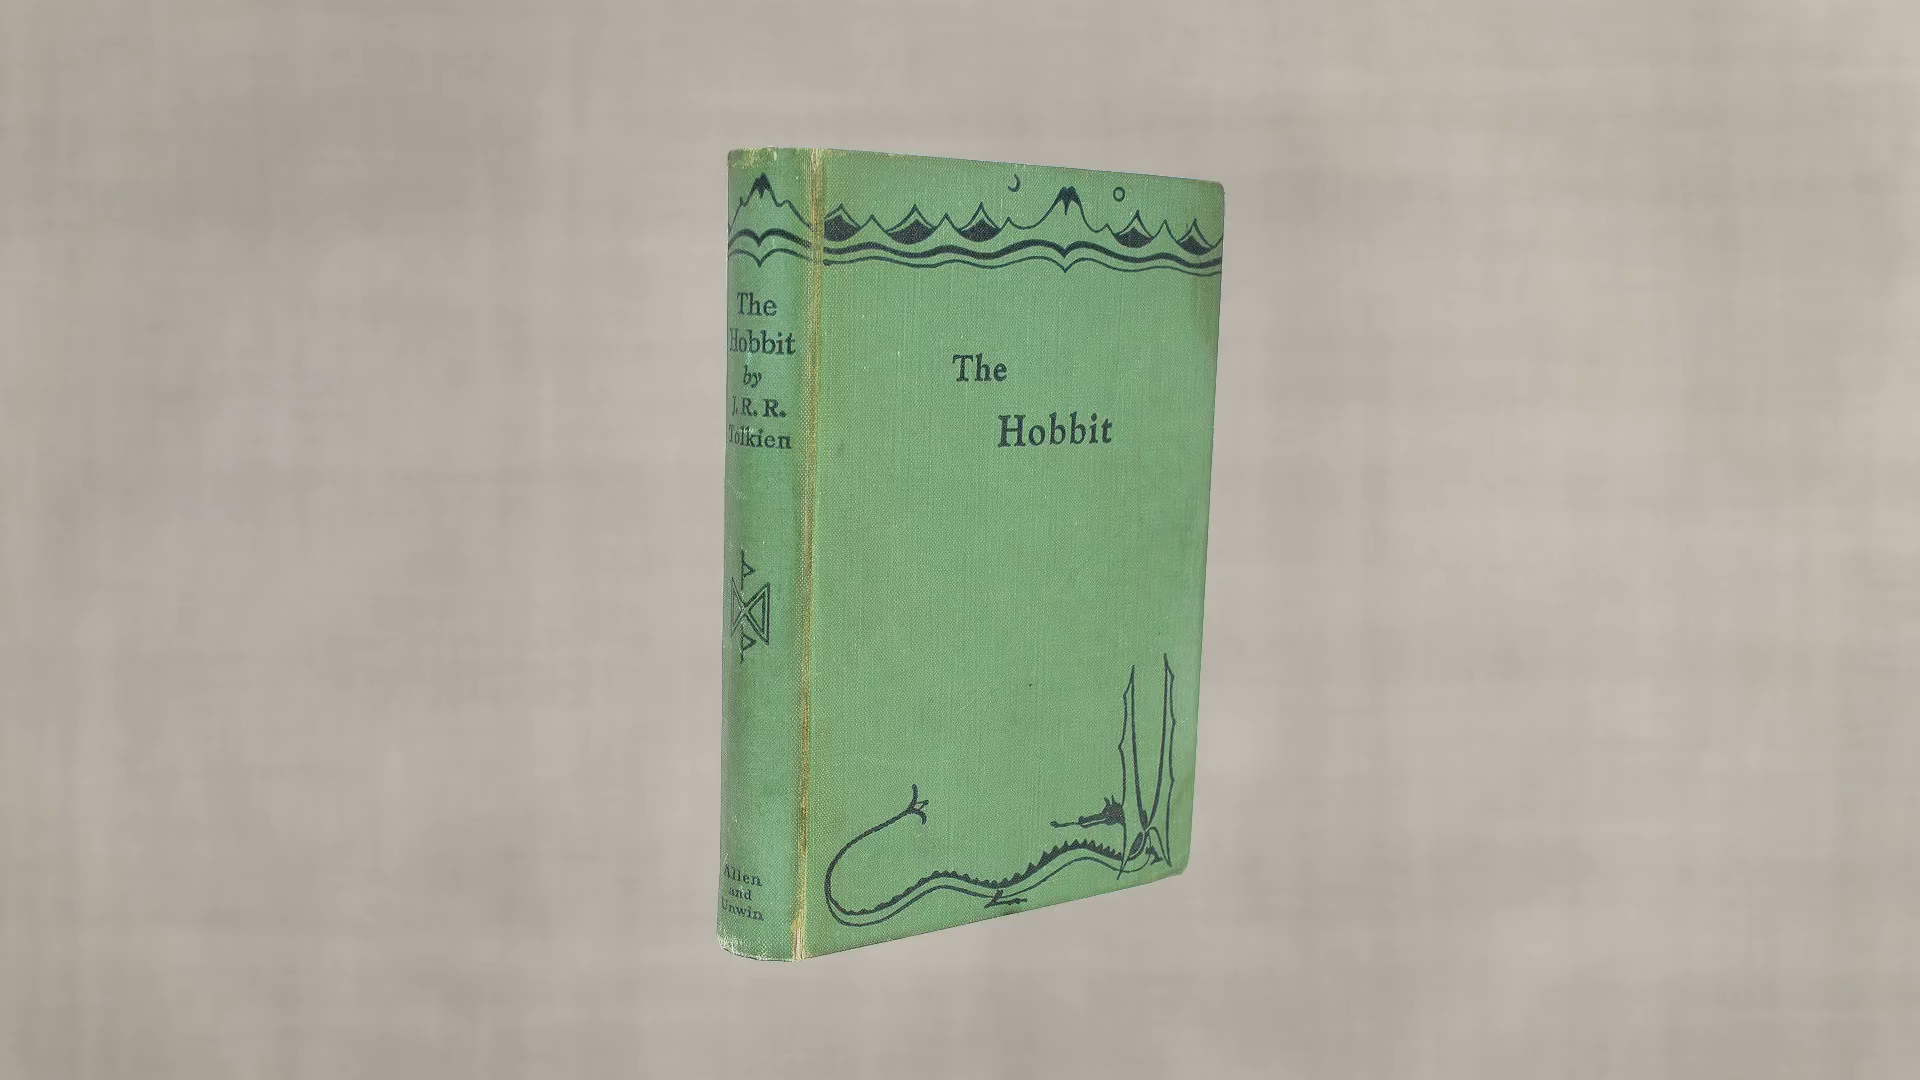 The
Hobbit
by
J. R. R.
Tolkien
Allen
and
Unwin
The
Hobbit